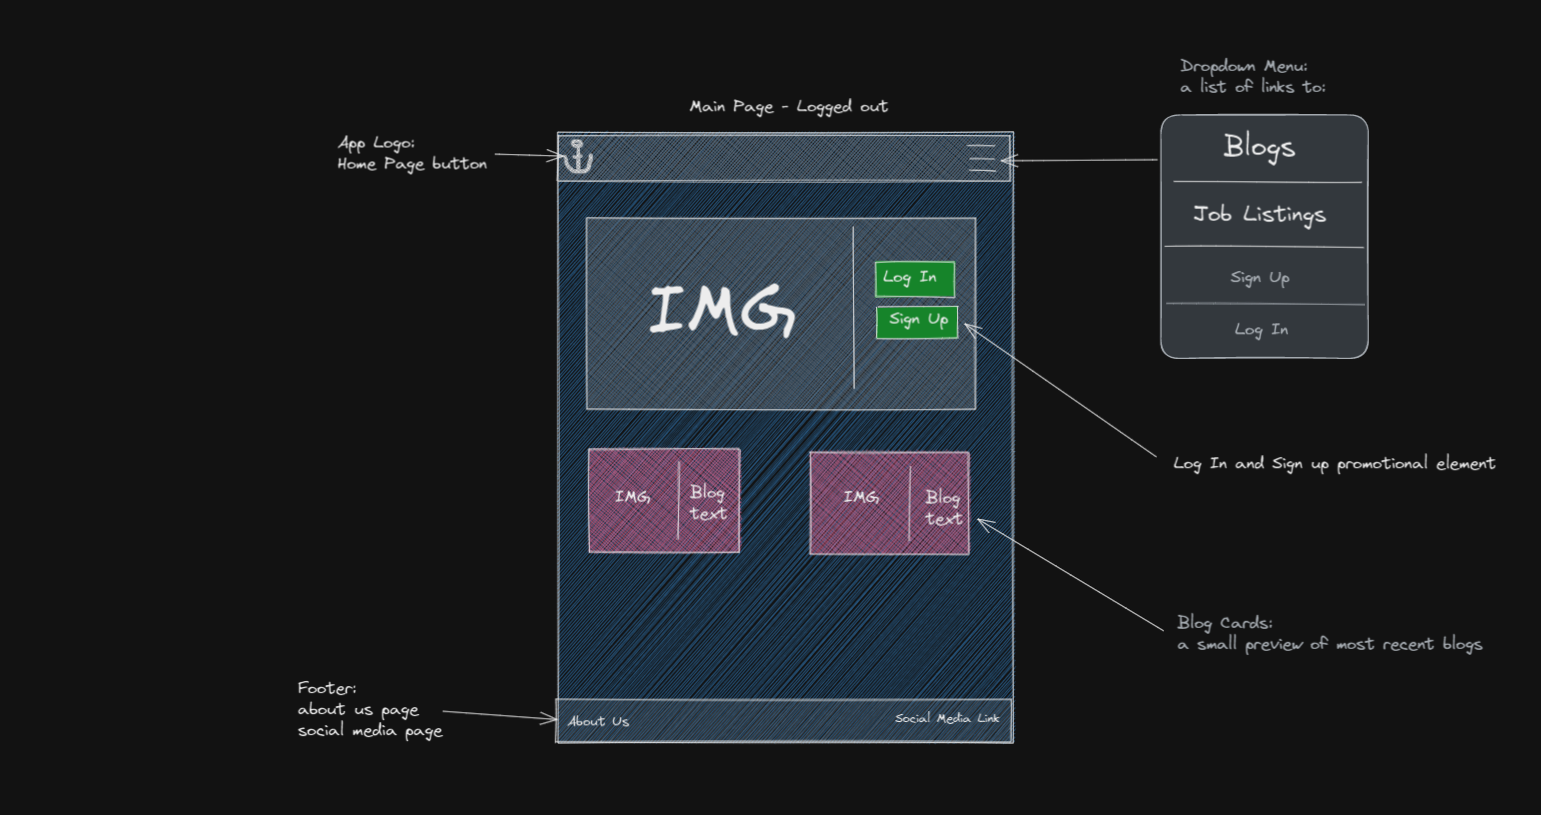 Dropdown Menu:
a list of links to:
Main Page - Logged out
App Logo:
Home Page button
Blogs
Job Listings
Sign Up
Log In
IMG
Log In
Sign Up
Log In and Sign up promotional element
IMG
Blog
text
IMG
Blog
text
Blog Cards:
a small preview of most recent blogs
Footer:
about us page
social media page
About Us
Social Media Link